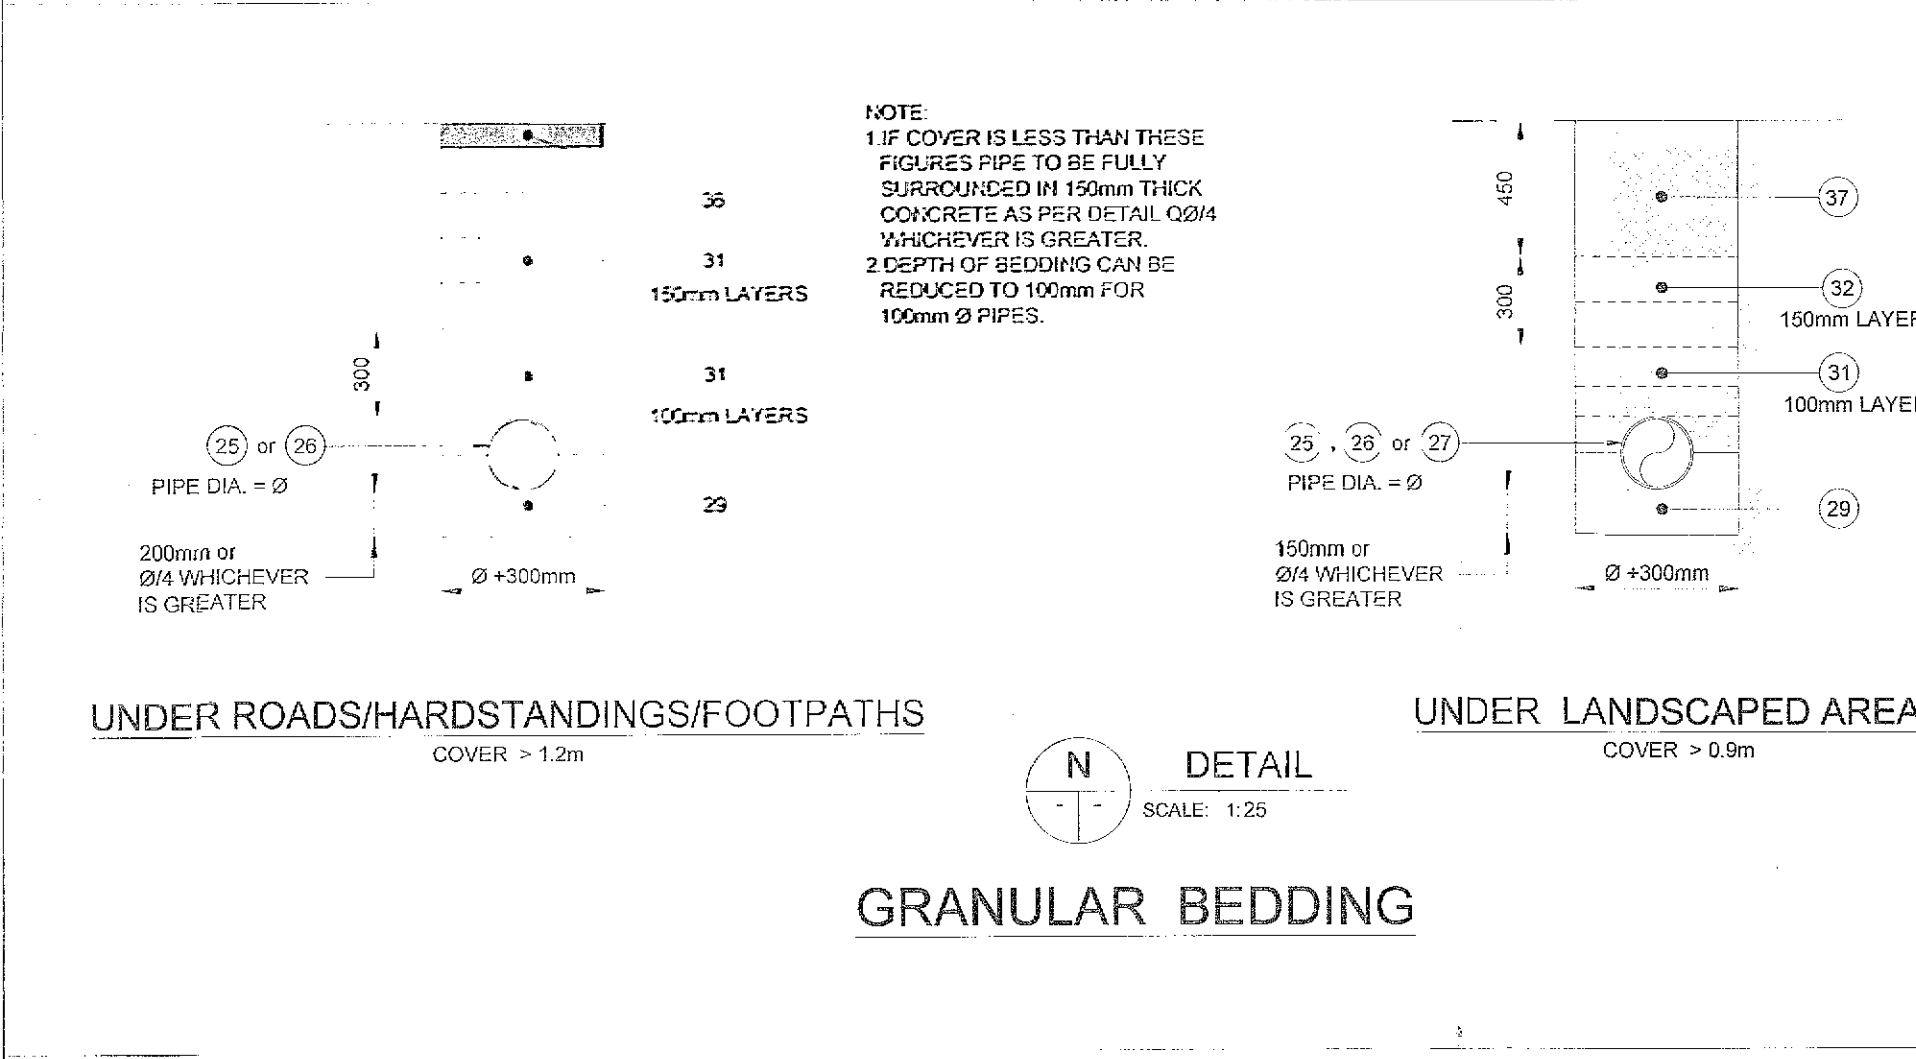 36
31
150mm LAYERS
300
31
100mm LAYERS
25 or 26
PIPE DIA. = Ø
29
200mm or
Ø/4 WHICHEVER
IS GREATER
Ø +300mm
UNDER ROADS/HARDSTANDINGS/FOOTPATHS
COVER > 1.2m
NOTE:
1.IF COVER IS LESS THAN THESE
FIGURES PIPE TO BE FULLY
SURROUNDED IN 150mm THICK
CONCRETE AS PER DETAIL QØ/4
WHICHEVER IS GREATER.
2.DEPTH OF BEDDING CAN BE
REDUCED TO 100mm FOR
100mm Ø PIPES.
450
37
300
32
150mm LAYER
31
100mm LAYE
25 , 26 or 27
PIPE DIA. = Ø
29
150mm or
Ø/4 WHICHEVER
IS GREATER
Ø +300mm
UNDER LANDSCAPED AREA
COVER > 0.9m
N
- -
DETAIL
SCALE: 1:25
GRANULAR BEDDING